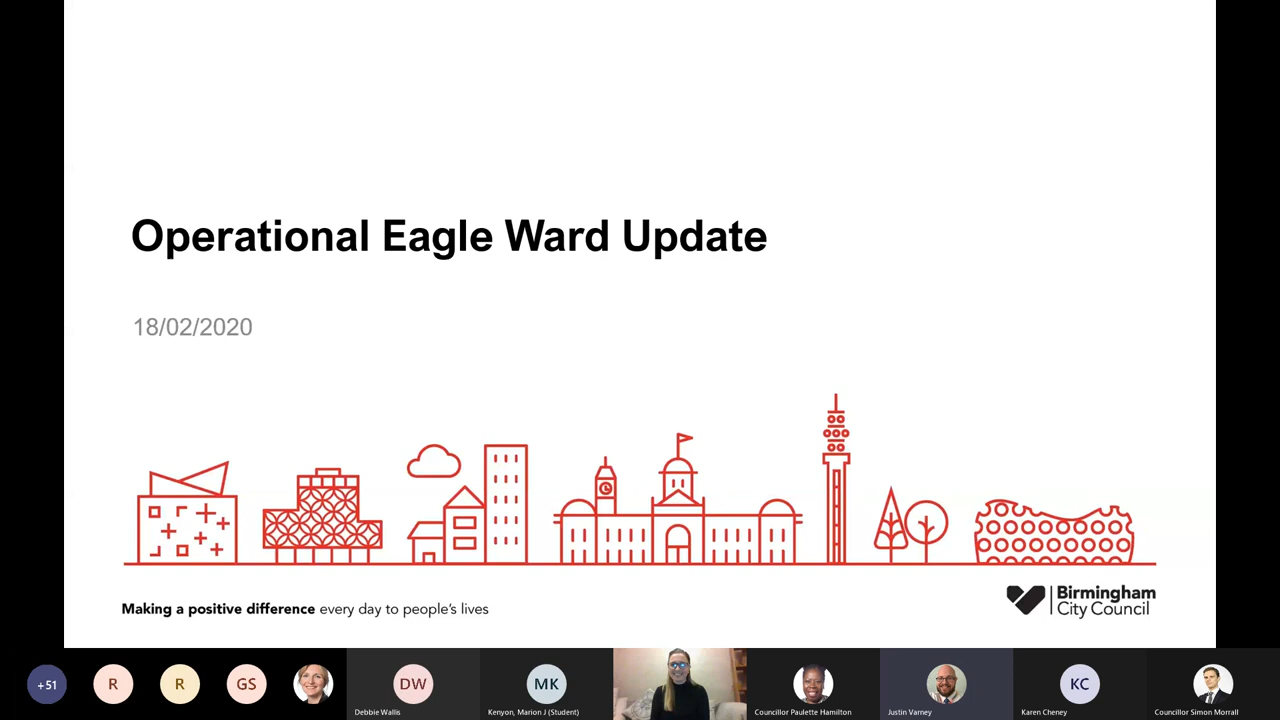 Operational Eagle Ward Update
18/02/2020
Making a positive difference every day to people's lives
Birmingham
City Council
+51
R
R
GS
DW
Debbie Wallis
MK
Kenyon, Marion J (Student)
Councillor Paulette Hamilton
Justin Varney
KC
Karen Cheney
Councillor Simon Morrall